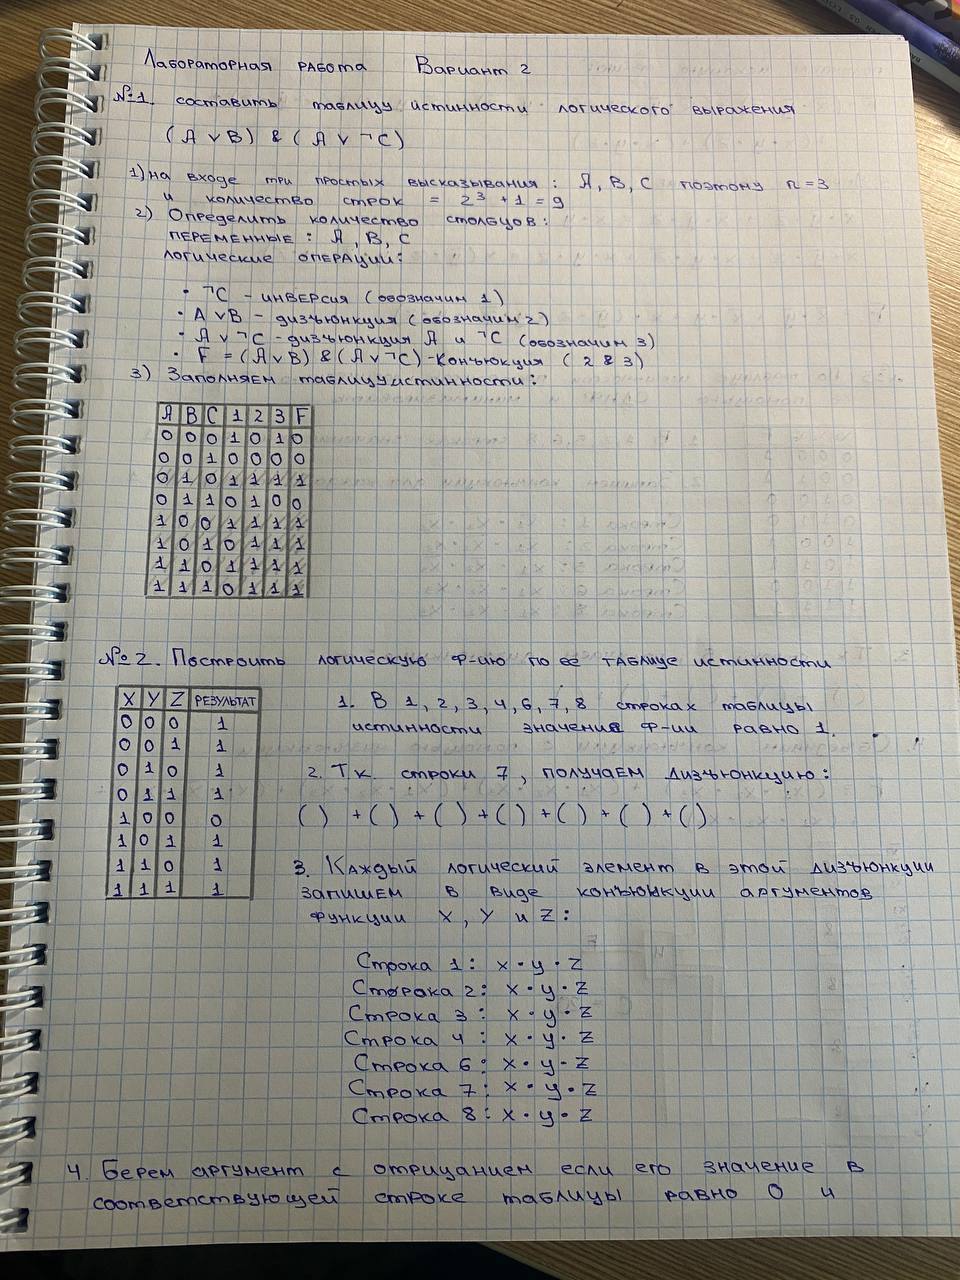 Лабораторная работа Вариант 2
№1. составить таблицу истинности логического выражения
(A ∨ B) & (A ∨ ¬C)
1) на входе три простых высказывания: A, B, C поэтому n=3
и количество строк = 2³ + 1 = 9
2) Определить количество столбцов:
переменные: A, B, C
логические операции:
• ¬C - инверсия (обозначим 1)
• A ∨ B - дизъюнкция (обозначим 2)
• A ∨ ¬C - дизъюнкция A и ¬C (обозначим 3)
• F = (A ∨ B) & (A ∨ ¬C) - Конъюкция (2 & 3)
3) Заполняем таблицу истинности:
A B C 1 2 3 F
0 0 0 1 0 1 0
0 0 1 0 0 0 0
0 1 0 1 1 1 1
0 1 1 0 1 0 0
1 0 0 1 1 1 1
1 0 1 0 1 1 1
1 1 0 1 1 1 1
1 1 1 0 1 1 1
№2. Построить логическую ф-ию по её таблице истинности
X Y Z РЕЗУЛЬТАТ
0 0 0 1
0 0 1 1
0 1 0 1
0 1 1 1
1 0 0 0
1 0 1 1
1 1 0 1
1 1 1 1
1. В 1, 2, 3, 4, 6, 7, 8 строках таблицы
истинности значение ф-ии равно 1.
2. Т.к. строки 7, получаем дизъюнкцию:
( ) + ( ) + ( ) + ( ) + ( ) + ( ) + ( )
3. Каждый логический элемент в этой дизъюнкции
запишем в виде конъюнкции аргументов
функции X, Y и Z:
Строка 1: x · y · z
Строка 2: x · y · z
Строка 3: x · y · z
Строка 4: x · y · z
Строка 6: x · y · z
Строка 7: x · y · z
Строка 8: x · y · z
4. Берем аргумент с отрицанием если его значение в
соответствующей строке таблицы равно 0 и